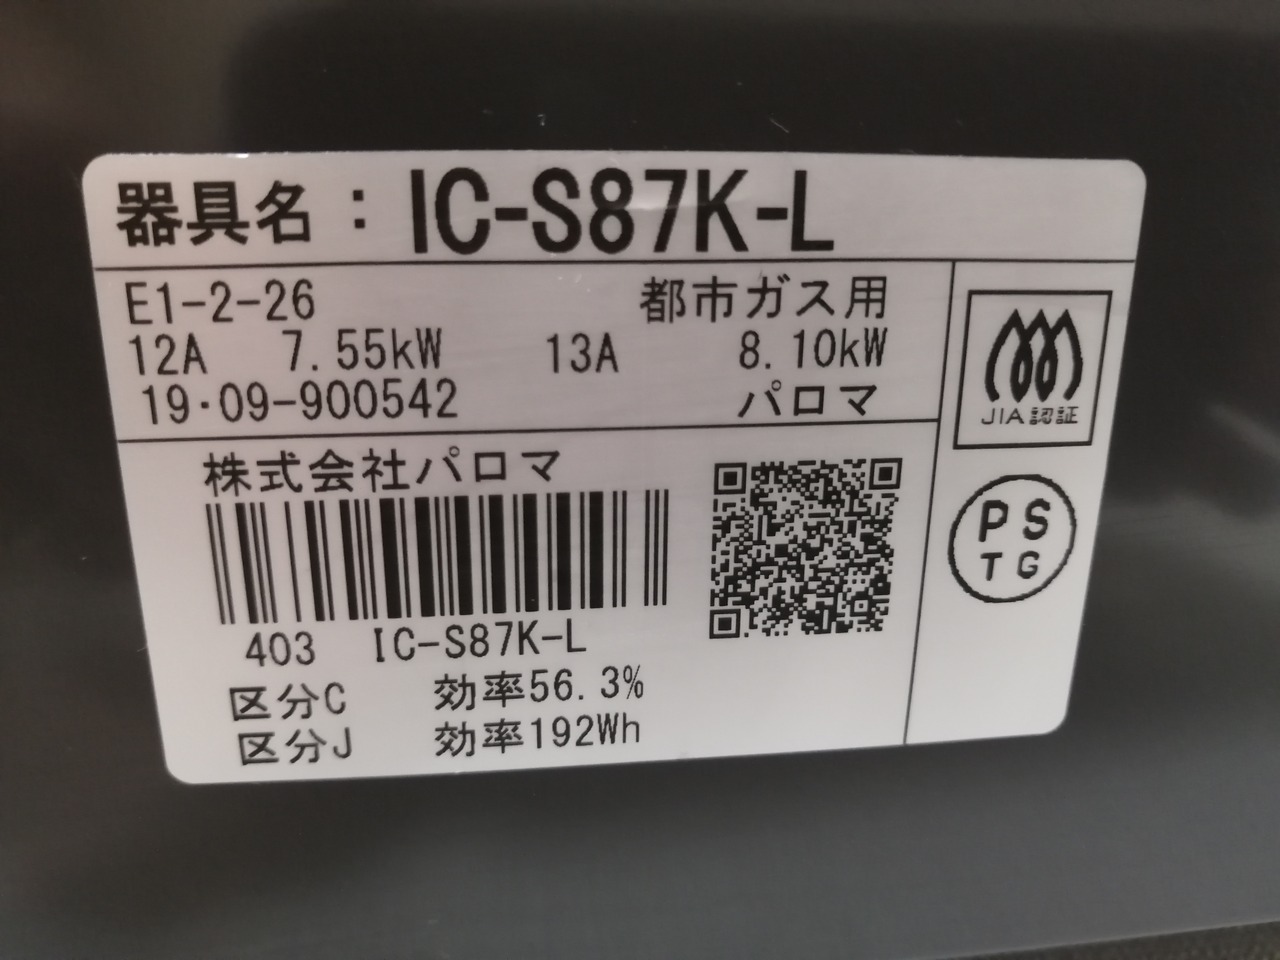 器具名：IC-S87K-L
E1-2-26 都市ガス用
12A 7.55kW 13A 8.10kW
19・09-900542 パロマ
JIA認証
株式会社パロマ
PS
TG
403 IC-S87K-L
区分C 効率56.3%
区分J 効率192Wh